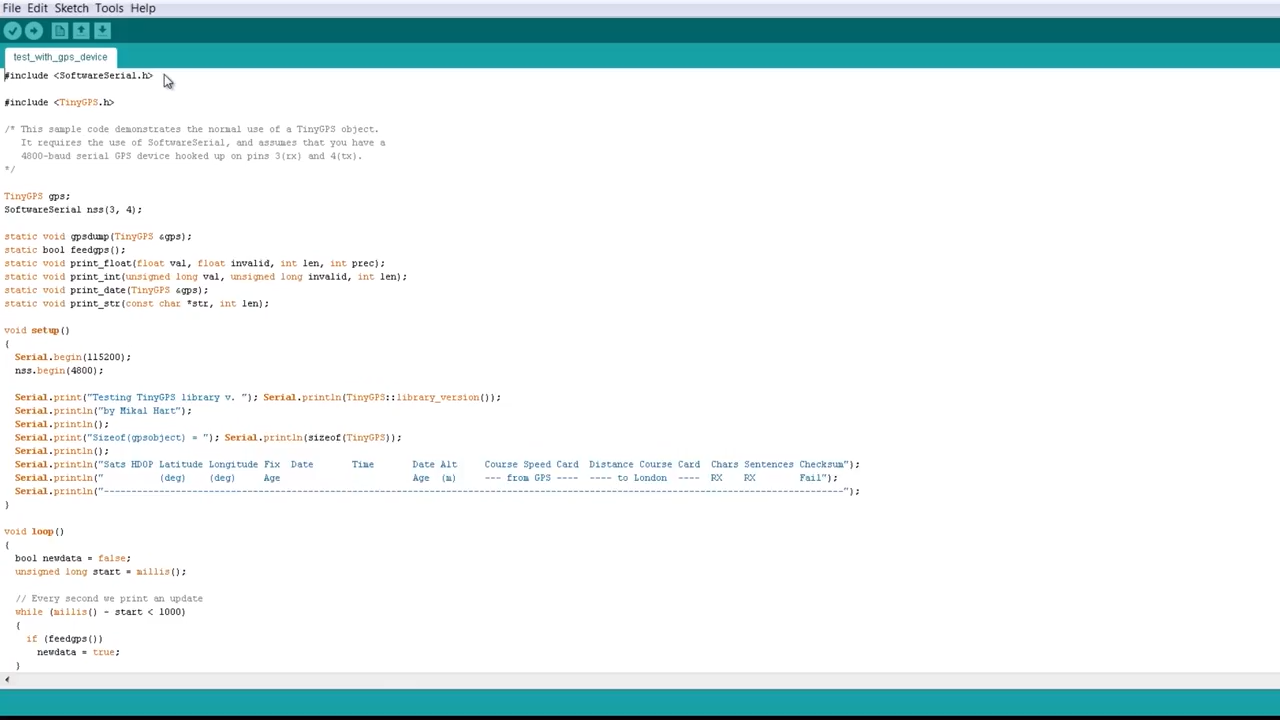 File Edit Sketch Tools Help
test_with_gps_device
#include <SoftwareSerial.h>
#include <TinyGPS.h>
/* This sample code demonstrates the normal use of a TinyGPS object.
It requires the use of SoftwareSerial, and assumes that you have a
4800-baud serial GPS device hooked up on pins 3(rx) and 4(tx).
*/
TinyGPS gps;
SoftwareSerial nss(3, 4);
static void gpsdump(TinyGPS &gps);
static bool feedgps();
static void print_float(float val, float invalid, int len, int prec);
static void print_int(unsigned long val, unsigned long invalid, int len);
static void print_date(TinyGPS &gps);
static void print_str(const char *str, int len);
void setup()
{
Serial.begin(115200);
nss.begin(4800);
Serial.print("Testing TinyGPS library v. "); Serial.println(TinyGPS::library_version());
Serial.println("by Mikal Hart");
Serial.println();
Serial.print("Sizeof(gpsobject) = "); Serial.println(sizeof(TinyGPS));
Serial.println();
Serial.println("Sats HDOP Latitude Longitude Fix  Date       Time         Date Alt     Course Speed Card  Distance Course Card  Chars Sentences Checksum");
Serial.println("          (deg)    (deg)     Age                         Age  (m)     --- from GPS ----  ---- to London  ----  RX    RX        Fail");
Serial.println("--------------------------------------------------------------------------------------------------------------------------------------");
}
void loop()
{
bool newdata = false;
unsigned long start = millis();
// Every second we print an update
while (millis() - start < 1000)
{
if (feedgps())
newdata = true;
}